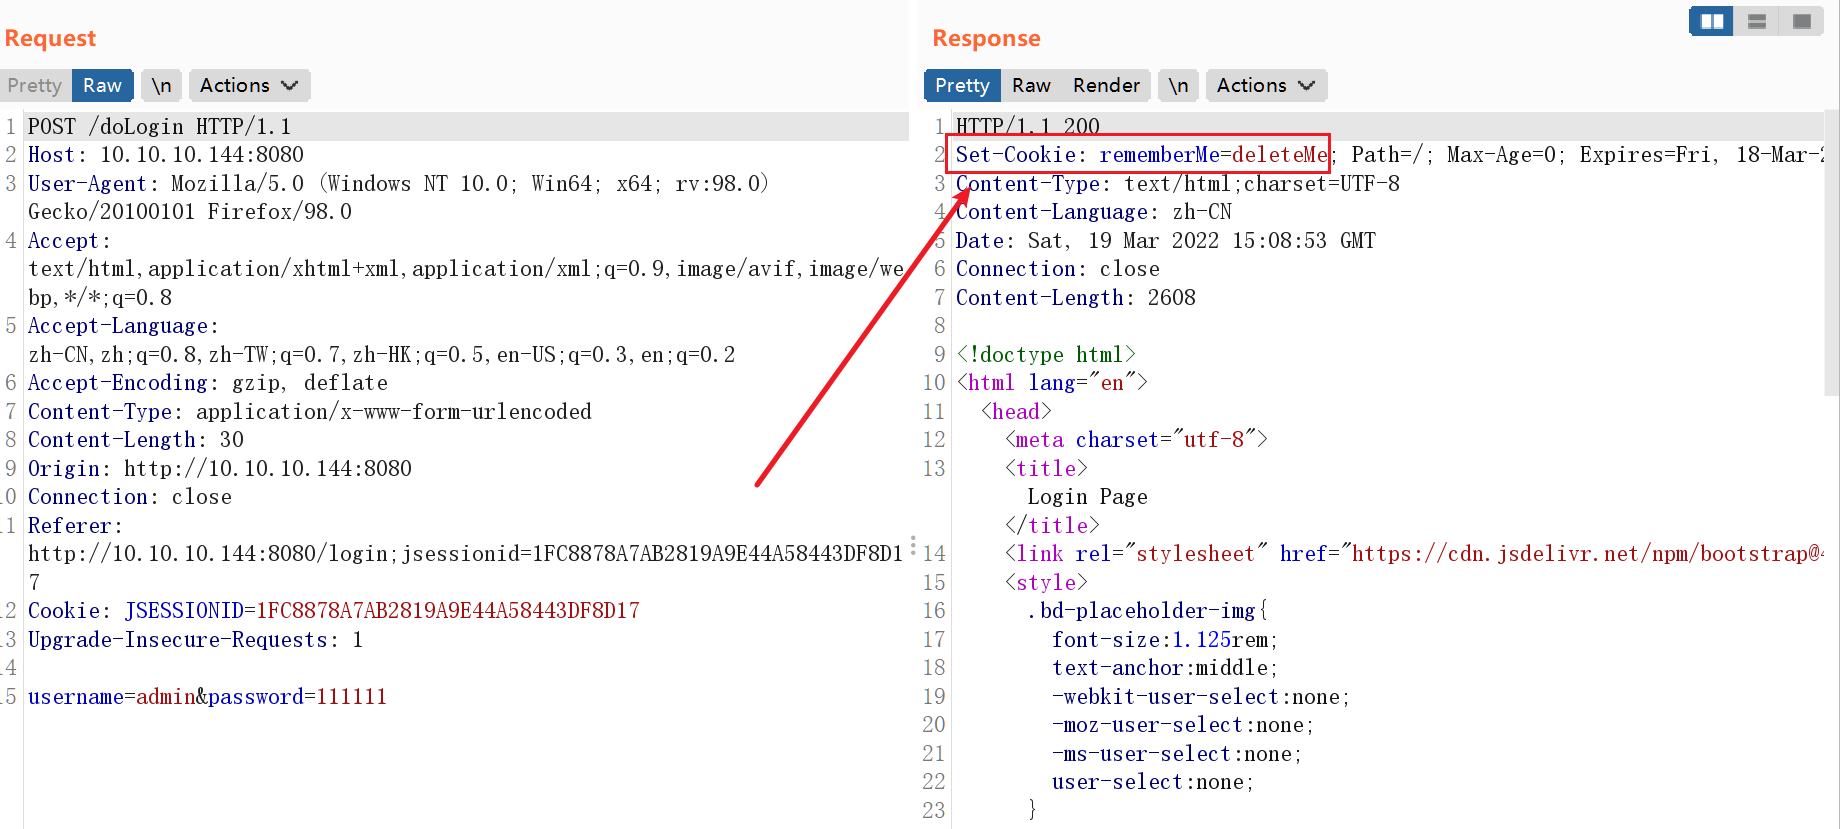 Request
Pretty Raw \n Actions
1 POST /doLogin HTTP/1.1
2 Host: 10.10.10.144:8080
3 User-Agent: Mozilla/5.0 (Windows NT 10.0; Win64; x64; rv:98.0)
Gecko/20100101 Firefox/98.0
4 Accept:
text/html,application/xhtml+xml,application/xml;q=0.9,image/avif,image/we
bp,*/*;q=0.8
5 Accept-Language:
zh-CN,zh;q=0.8,zh-TW;q=0.7,zh-HK;q=0.5,en-US;q=0.3,en;q=0.2
6 Accept-Encoding: gzip, deflate
7 Content-Type: application/x-www-form-urlencoded
8 Content-Length: 30
9 Origin: http://10.10.10.144:8080
0 Connection: close
1 Referer:
http://10.10.10.144:8080/login;jsessionid=1FC8878A7AB2819A9E44A58443DF8D1
7
2 Cookie: JSESSIONID=1FC8878A7AB2819A9E44A58443DF8D17
3 Upgrade-Insecure-Requests: 1
4
5 username=admin&password=111111
Response
Pretty Raw Render \n Actions
1 HTTP/1.1 200
2 Set-Cookie: rememberMe=deleteMe; Path=/; Max-Age=0; Expires=Fri, 18-Mar-2
3 Content-Type: text/html;charset=UTF-8
4 Content-Language: zh-CN
5 Date: Sat, 19 Mar 2022 15:08:53 GMT
6 Connection: close
7 Content-Length: 2608
8
9 <!doctype html>
10 <html lang="en">
11 <head>
12 <meta charset="utf-8">
13 <title>
Login Page
</title>
14 <link rel="stylesheet" href="https://cdn.jsdelivr.net/npm/bootstrap@4
15 <style>
16 .bd-placeholder-img{
17 font-size:1.125rem;
18 text-anchor:middle;
19 -webkit-user-select:none;
20 -moz-user-select:none;
21 -ms-user-select:none;
22 user-select:none;
23 }